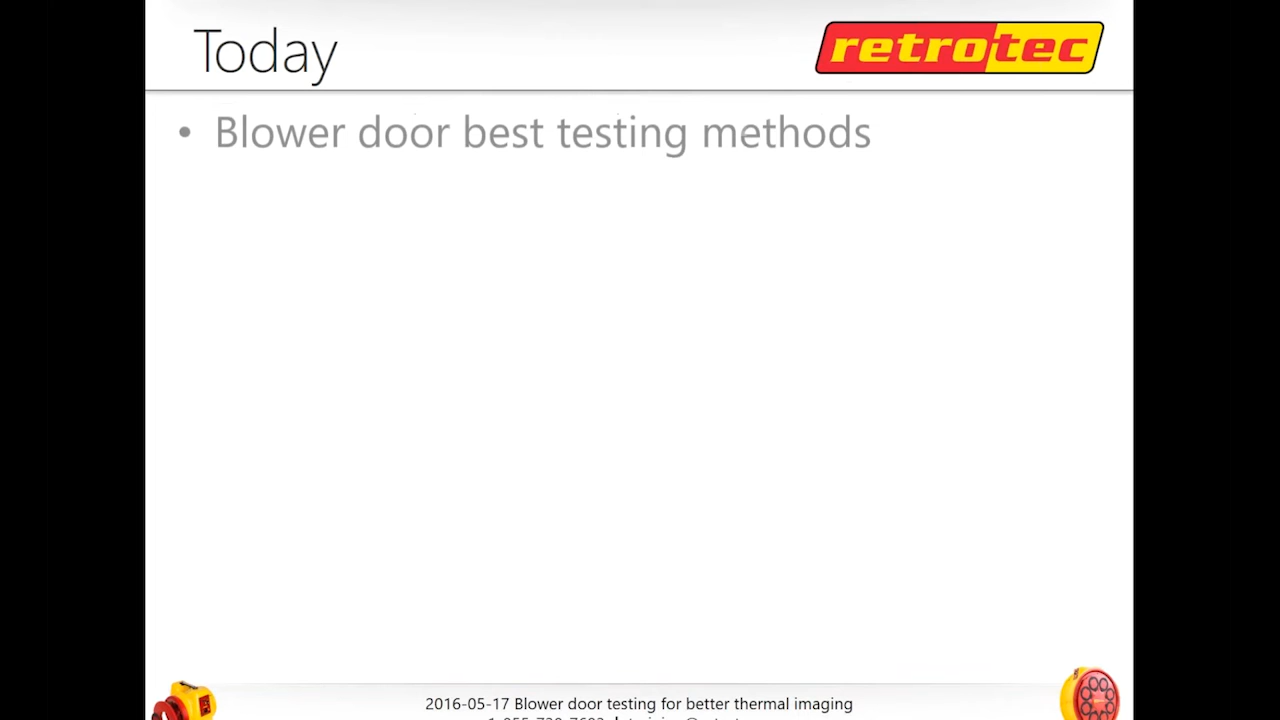 Today
retrotec
• Blower door best testing methods
2016-05-17 Blower door testing for better thermal imaging